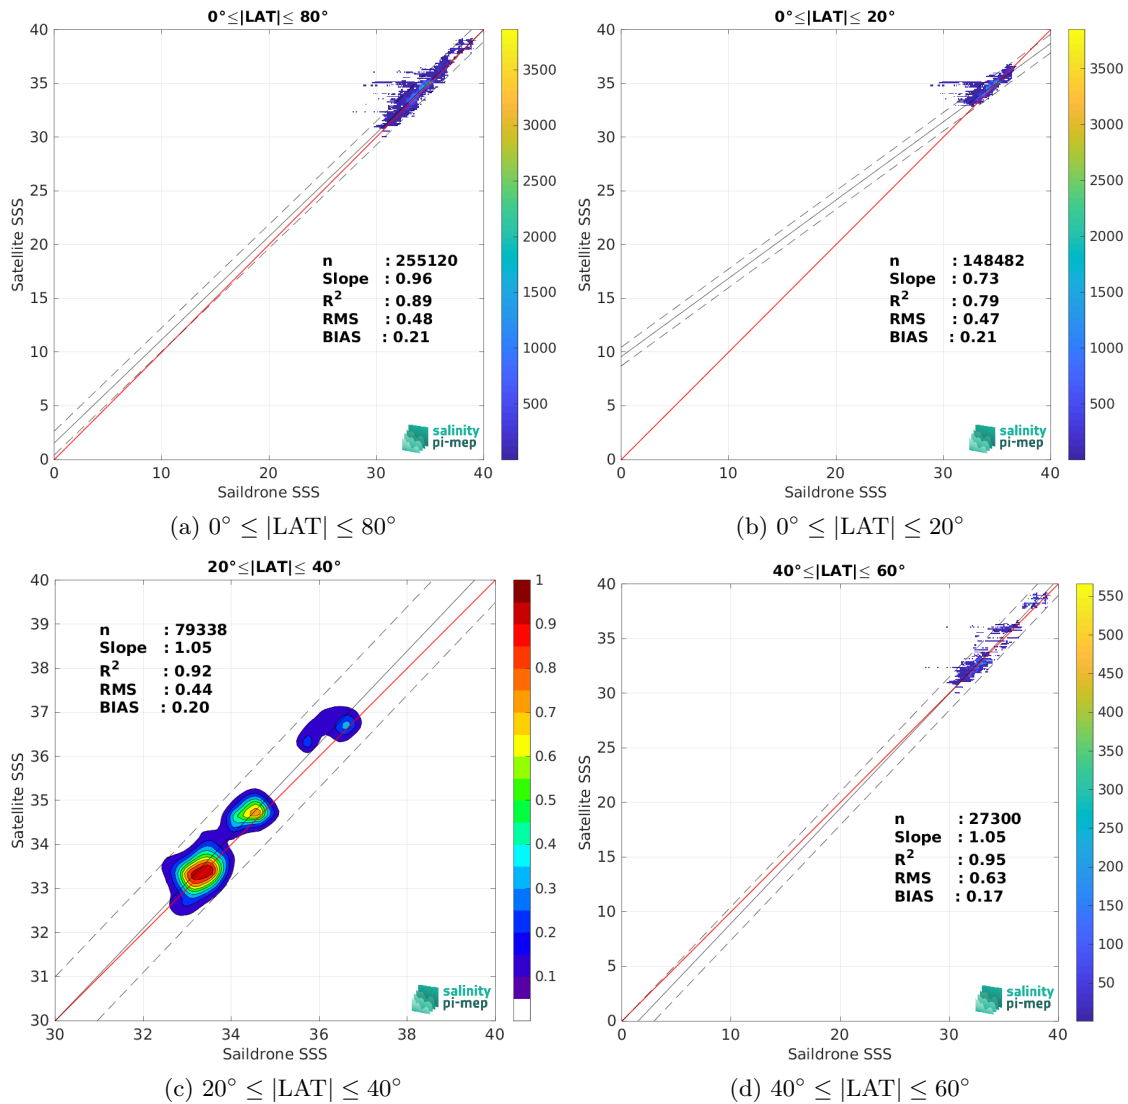 0°≤|LAT|≤ 80°
40
35
30
25
20
15
10
5
0
Satellite SSS
n : 255120
Slope : 0.96
R² : 0.89
RMS : 0.48
BIAS : 0.21
salinity
pi-mep
0 10 20 30 40
Saildrone SSS
3500
3000
2500
2000
1500
1000
500
(a) 0° ≤ |LAT| ≤ 80°
0°≤|LAT|≤ 20°
40
35
30
25
20
15
10
5
0
Satellite SSS
n : 148482
Slope : 0.73
R² : 0.79
RMS : 0.47
BIAS : 0.21
salinity
pi-mep
0 10 20 30 40
Saildrone SSS
3500
3000
2500
2000
1500
1000
500
(b) 0° ≤ |LAT| ≤ 20°
20°≤|LAT|≤ 40°
40
39
38
37
36
35
34
33
32
31
30
Satellite SSS
n : 79338
Slope : 1.05
R² : 0.92
RMS : 0.44
BIAS : 0.20
salinity
pi-mep
30 32 34 36 38 40
Saildrone SSS
1
0.9
0.8
0.7
0.6
0.5
0.4
0.3
0.2
0.1
(c) 20° ≤ |LAT| ≤ 40°
40°≤|LAT|≤ 60°
40
35
30
25
20
15
10
5
0
Satellite SSS
n : 27300
Slope : 1.05
R² : 0.95
RMS : 0.63
BIAS : 0.17
salinity
pi-mep
0 10 20 30 40
Saildrone SSS
550
500
450
400
350
300
250
200
150
100
50
0
(d) 40° ≤ |LAT| ≤ 60°